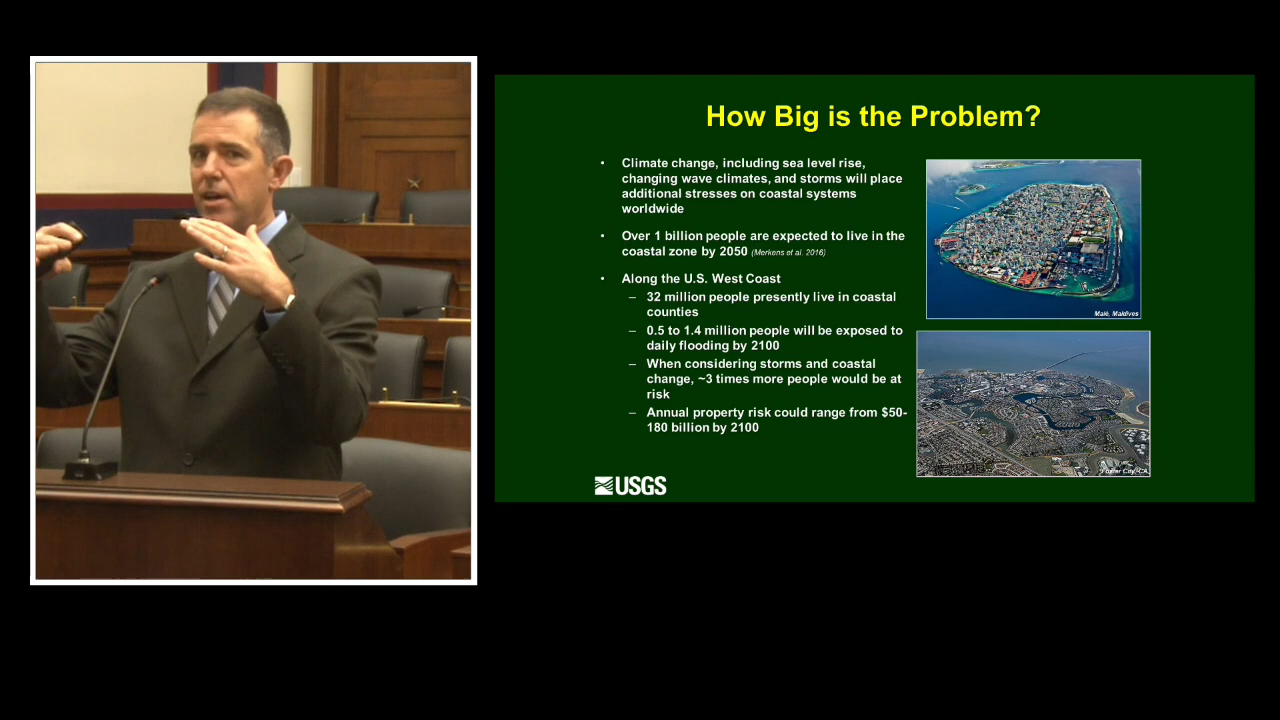 How Big is the Problem?
• Climate change, including sea level rise,
changing wave climates, and storms will place
additional stresses on coastal systems
worldwide
• Over 1 billion people are expected to live in the
coastal zone by 2050 (Merkens et al. 2016)
• Along the U.S. West Coast
– 32 million people presently live in coastal
counties
– 0.5 to 1.4 million people will be exposed to
daily flooding by 2100
– When considering storms and coastal
change, ~3 times more people would be at
risk
– Annual property risk could range from $50-
180 billion by 2100
Malé, Maldives
Foster City, CA
USGS